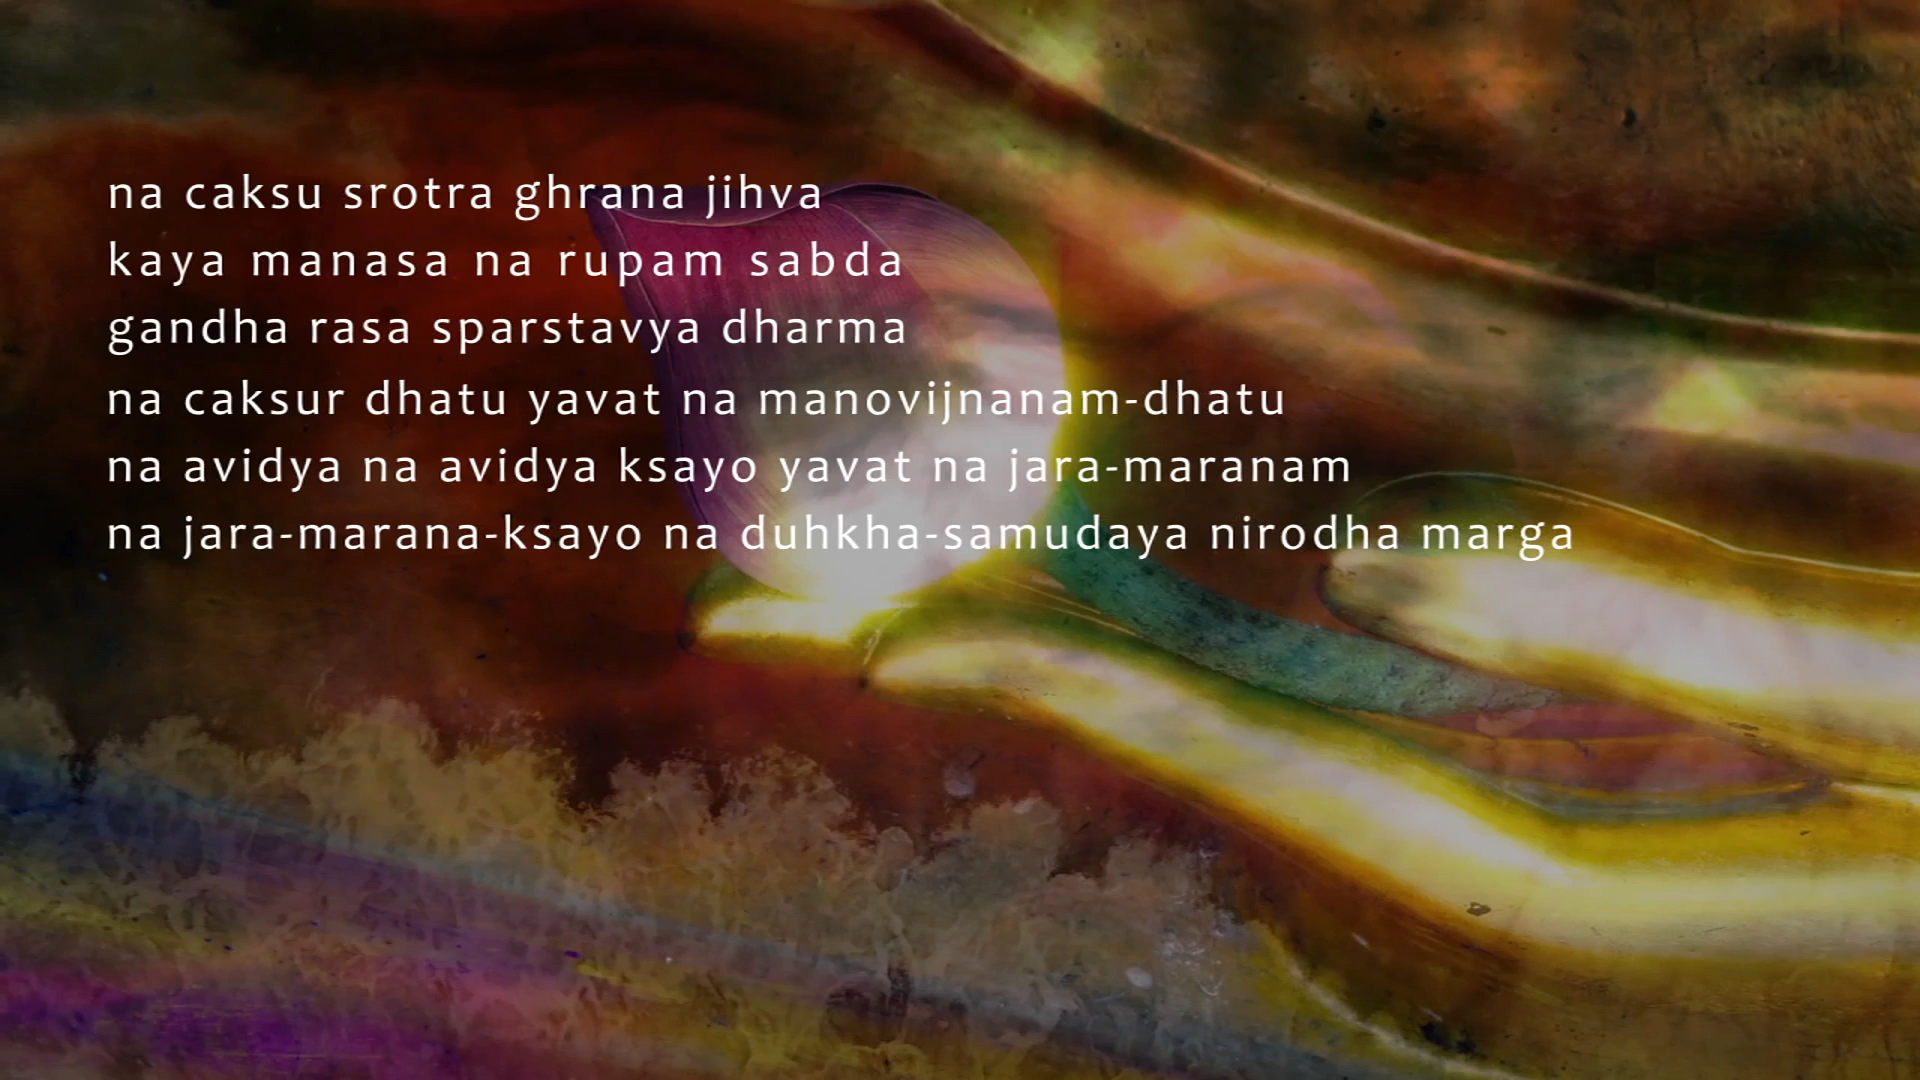 na caksu srotra ghrana jihva
kaya manasa na rupam sabda
gandha rasa sparstavya dharma
na caksur dhatu yavat na manovijnanam-dhatu
na avidya na avidya ksayo yavat na jara-maranam
na jara-marana-ksayo na duhkha-samudaya nirodha marga